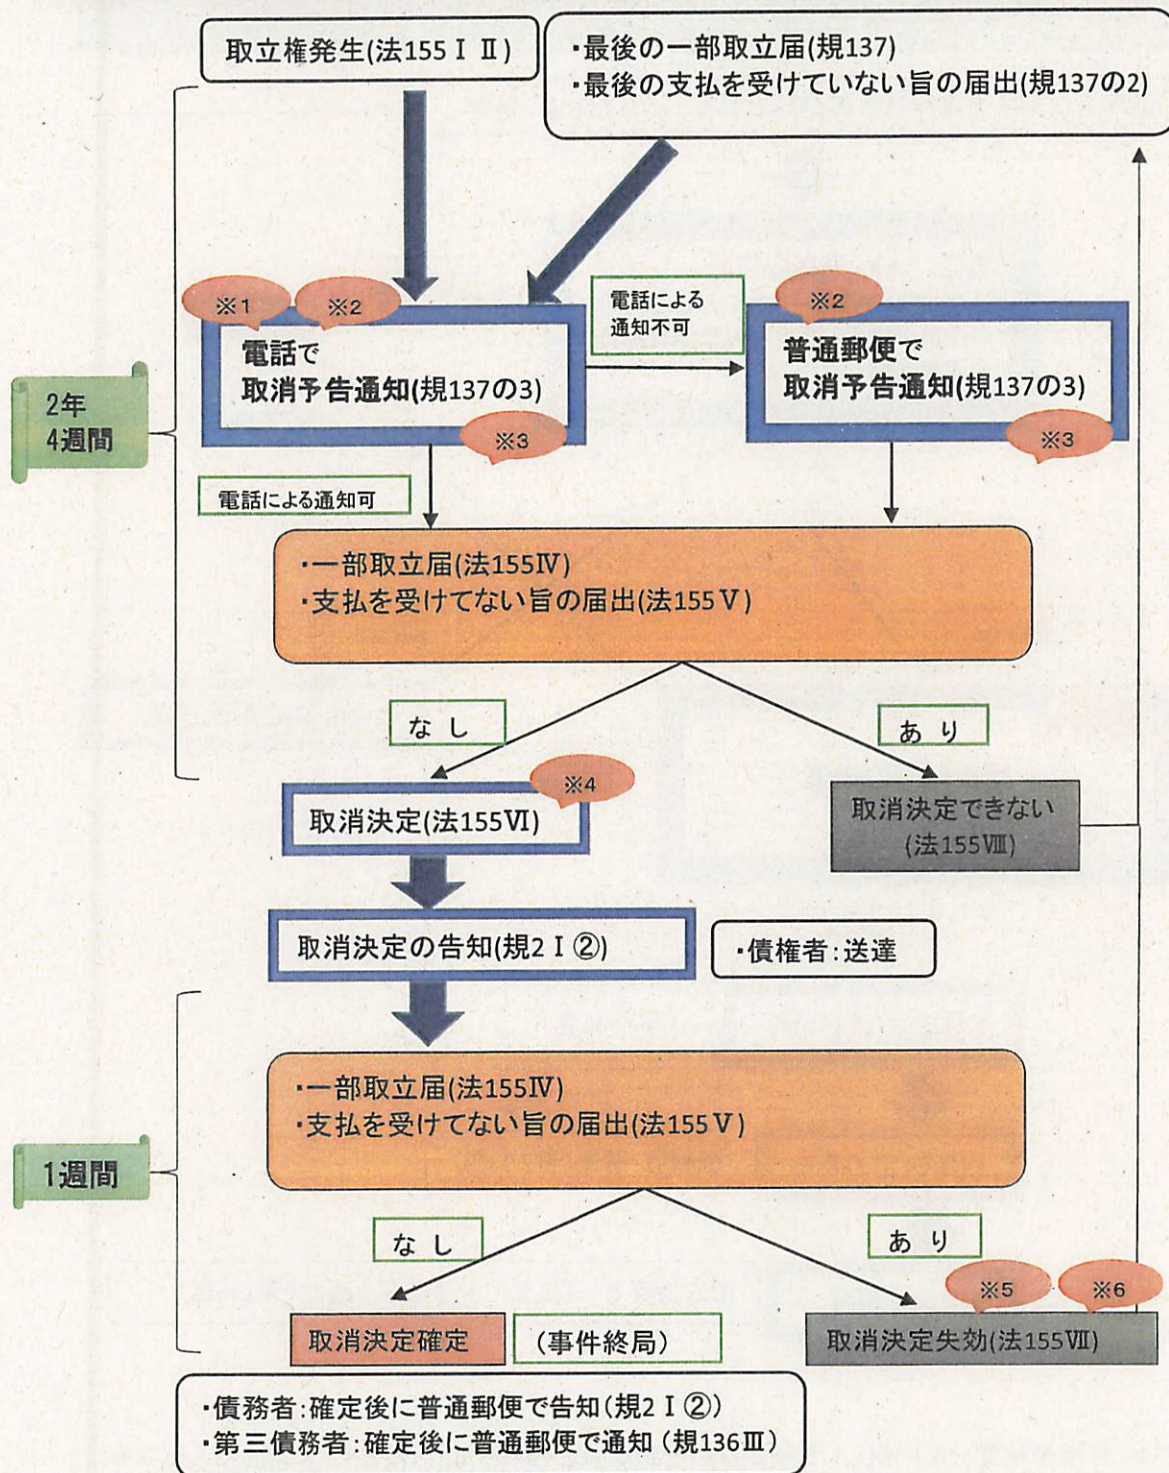 取立権発生(法155ⅠⅡ)
・最後の一部取立届(規137)
・最後の支払を受けていない旨の届出(規137の2)
※1
※2
電話で
取消予告通知(規137の3)
※3
電話による
通知不可
※2
普通郵便で
取消予告通知(規137の3)
※3
2年
4週間
電話による通知可
・一部取立届(法155Ⅳ)
・支払を受けてない旨の届出(法155Ⅴ)
なし
あり
※4
取消決定(法155Ⅵ)
取消決定できない
(法155Ⅷ)
取消決定の告知(規2Ⅰ②)
・債権者:送達
1週間
・一部取立届(法155Ⅳ)
・支払を受けてない旨の届出(法155Ⅴ)
なし
あり
※5
※6
取消決定確定
(事件終局)
取消決定失効(法155Ⅶ)
・債務者:確定後に普通郵便で告知(規2Ⅰ②)
・第三債務者:確定後に普通郵便で通知(規136Ⅲ)